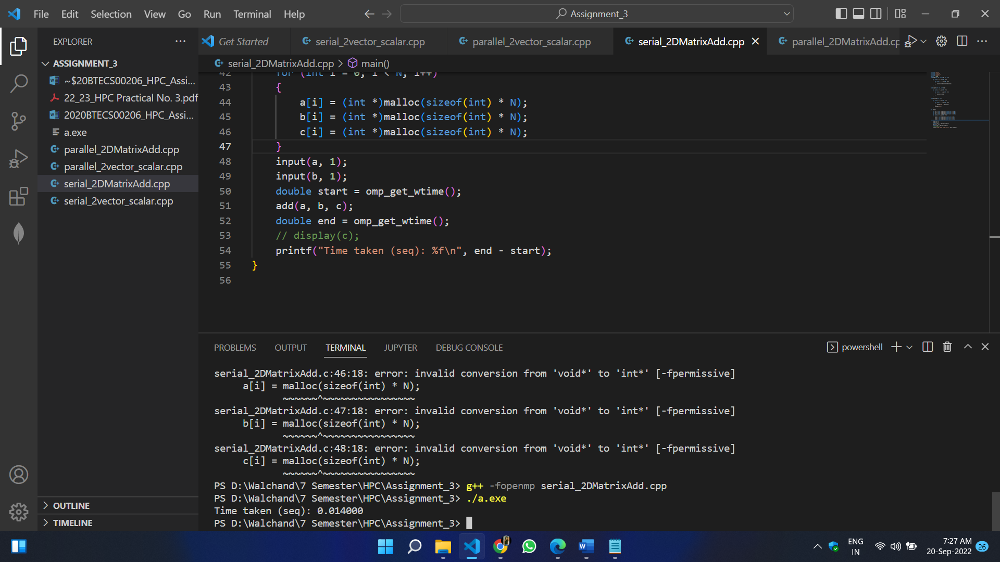 File Edit Selection View Go Run Terminal Help
Assignment_3
EXPLORER
ASSIGNMENT_3
~$20BTECS00206_HPC_Assi...
22_23_HPC Practical No. 3.pdf
2020BTECS00206_HPC_Assi...
a.exe
parallel_2DMatrixAdd.cpp
parallel_2vector_scalar.cpp
serial_2DMatrixAdd.cpp
serial_2vector_scalar.cpp
OUTLINE
TIMELINE
Get Started serial_2vector_scalar.cpp parallel_2vector_scalar.cpp serial_2DMatrixAdd.cpp parallel_2DMatrixAdd.cp
serial_2DMatrixAdd.cpp > main()
42 for (int i = 0; i < N; i++)
43 {
44 a[i] = (int *)malloc(sizeof(int) * N);
45 b[i] = (int *)malloc(sizeof(int) * N);
46 c[i] = (int *)malloc(sizeof(int) * N);
47 }
48 input(a, 1);
49 input(b, 1);
50 double start = omp_get_wtime();
51 add(a, b, c);
52 double end = omp_get_wtime();
53 // display(c);
54 printf("Time taken (seq): %f\n", end - start);
55 }
56
PROBLEMS OUTPUT TERMINAL JUPYTER DEBUG CONSOLE
powershell
serial_2DMatrixAdd.c:46:18: error: invalid conversion from 'void*' to 'int*' [-fpermissive]
a[i] = malloc(sizeof(int) * N);
~~~~~~^~~~~~~~~~~~~~~~
serial_2DMatrixAdd.c:47:18: error: invalid conversion from 'void*' to 'int*' [-fpermissive]
b[i] = malloc(sizeof(int) * N);
~~~~~~^~~~~~~~~~~~~~~~
serial_2DMatrixAdd.c:48:18: error: invalid conversion from 'void*' to 'int*' [-fpermissive]
c[i] = malloc(sizeof(int) * N);
~~~~~~^~~~~~~~~~~~~~~~
PS D:\Walchand\7 Semester\HPC\Assignment_3> g++ -fopenmp serial_2DMatrixAdd.cpp
PS D:\Walchand\7 Semester\HPC\Assignment_3> ./a.exe
Time taken (seq): 0.014000
PS D:\Walchand\7 Semester\HPC\Assignment_3>
ENG
IN
7:27 AM
20-Sep-2022
26